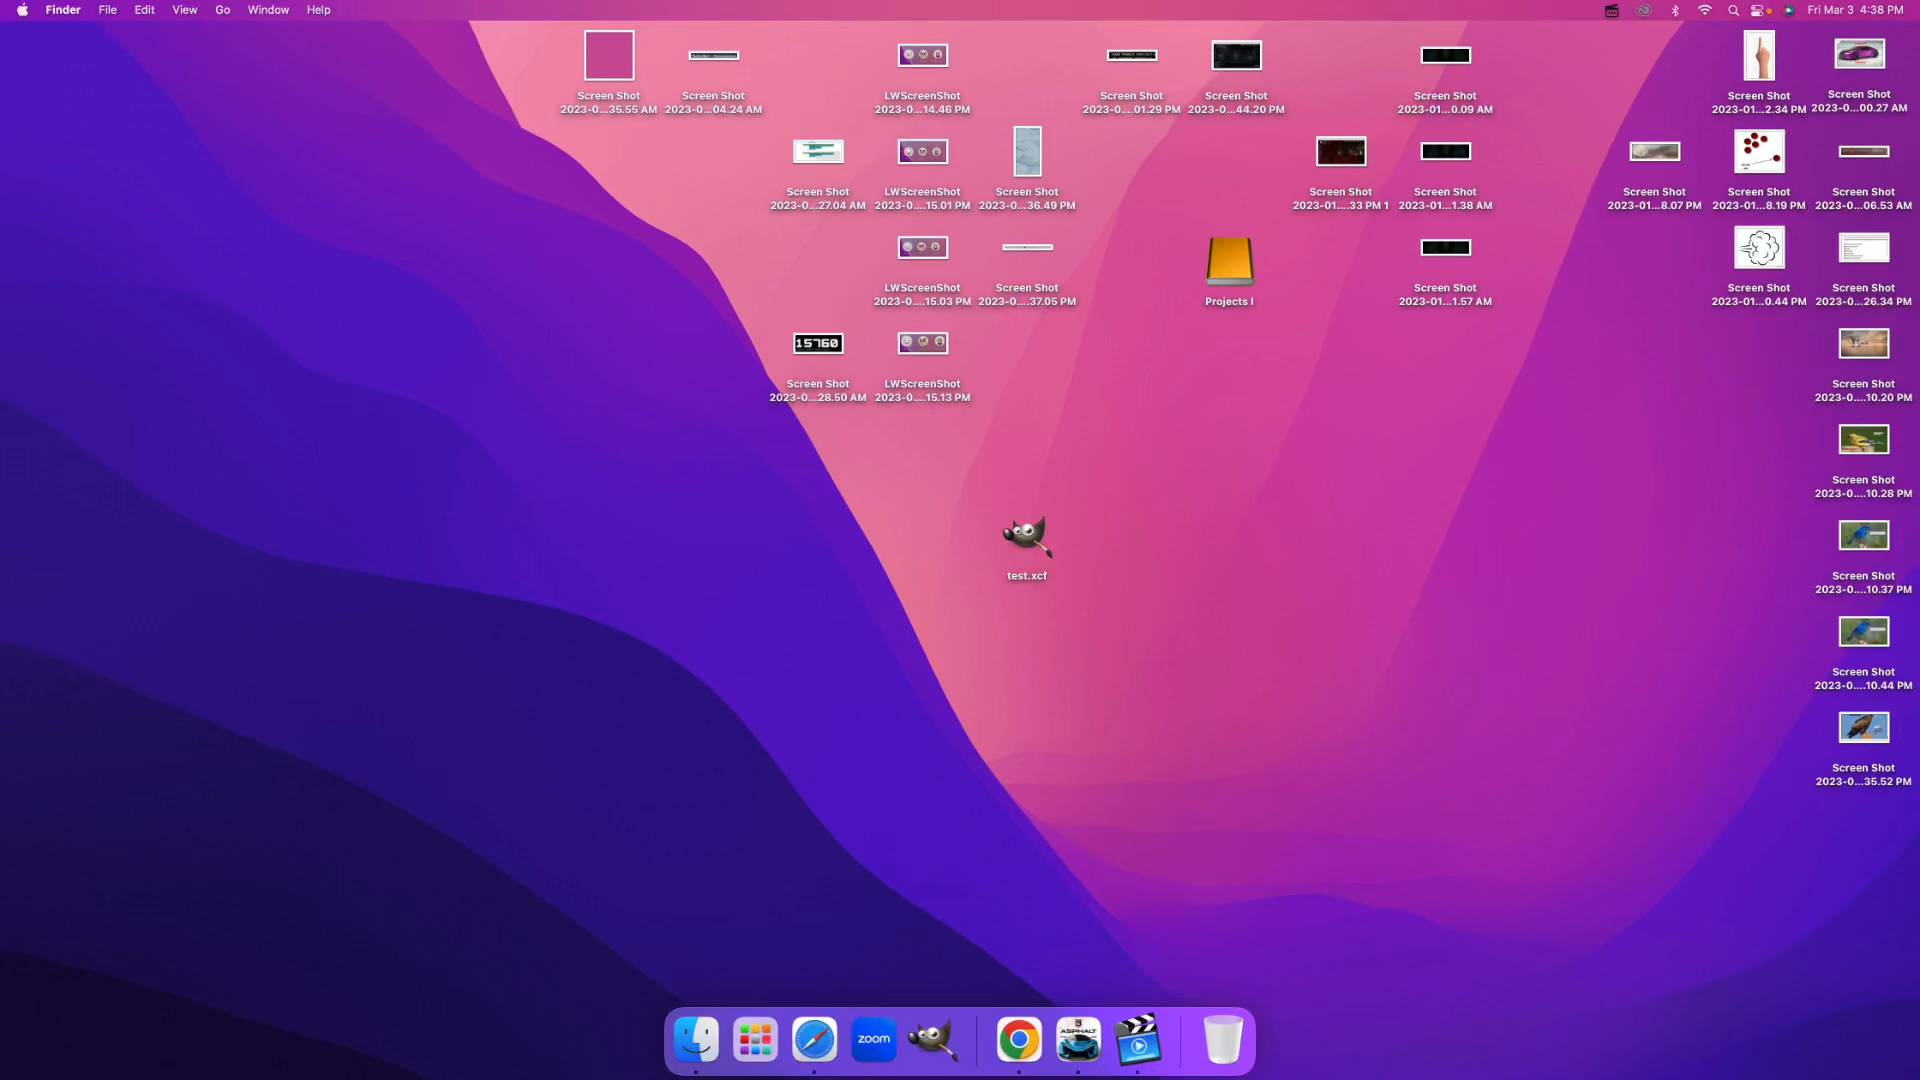 Finder File Edit View Go Window Help Fri Mar 3 4:38 PM
Screen Shot
2023-0...35.55 AM
Screen Shot
2023-0....04.24 AM
LWScreenShot
2023-0....14.46 PM
Screen Shot
2023-0....01.29 PM
Screen Shot
2023-0...44.20 PM
Screen Shot
2023-01...0.09 AM
Screen Shot
2023-01...2.34 PM
Screen Shot
2023-0...00.27 AM
Screen Shot
2023-0...27.04 AM
LWScreenShot
2023-0....15.01 PM
Screen Shot
2023-0...36.49 PM
Screen Shot
2023-01....33 PM 1
Screen Shot
2023-01...1.38 AM
Screen Shot
2023-01...8.07 PM
Screen Shot
2023-01...8.19 PM
Screen Shot
2023-0....06.53 AM
LWScreenShot
2023-0....15.03 PM
Screen Shot
2023-0....37.05 PM
Projects I
Screen Shot
2023-01...1.57 AM
Screen Shot
2023-01...0.44 PM
Screen Shot
2023-0...26.34 PM
15760
Screen Shot
2023-0...28.50 AM
LWScreenShot
2023-0....15.13 PM
Screen Shot
2023-0....10.20 PM
Screen Shot
2023-0....10.28 PM
test.xcf
Screen Shot
2023-0....10.37 PM
Screen Shot
2023-0....10.44 PM
Screen Shot
2023-0...35.52 PM
zoom
ASPHALT